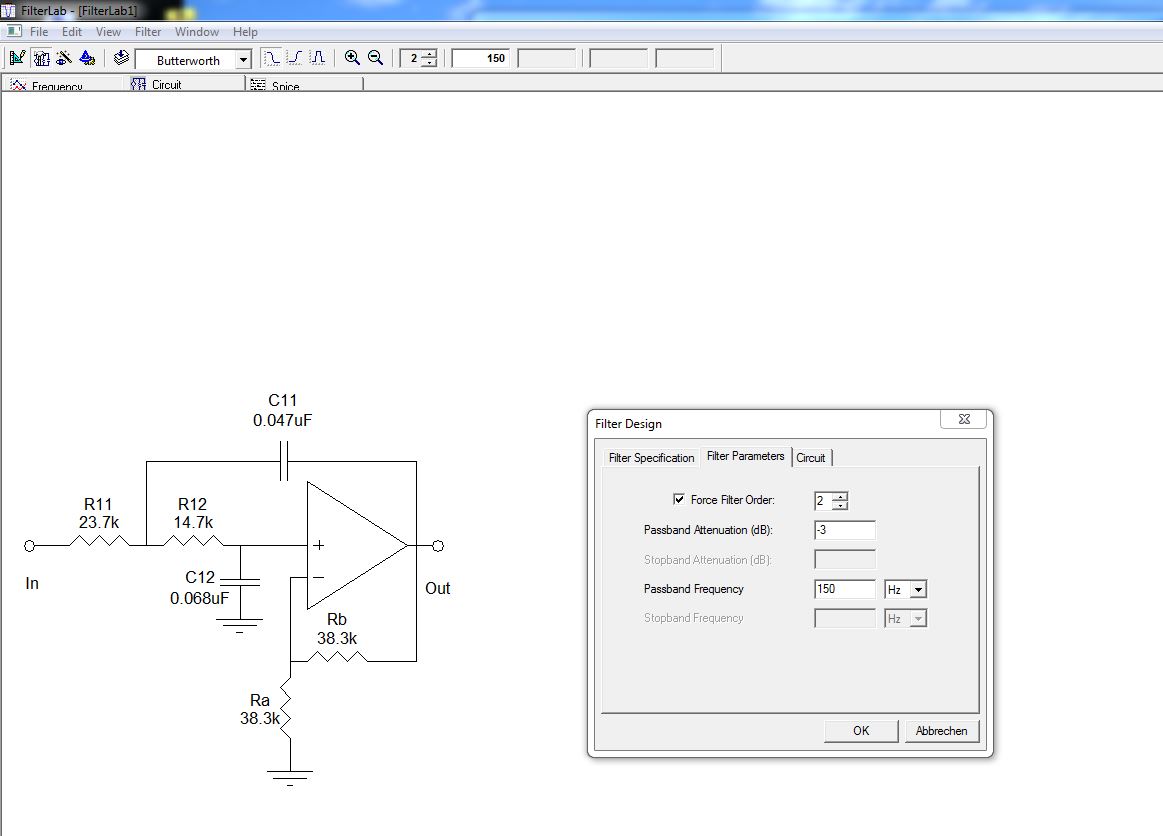 FilterLab - [FilterLab1]
File Edit View Filter Window Help
Butterworth 2 150
Frequency Circuit Spice
C11
0.047uF
R11 R12
23.7k 14.7k
+
−
In
C12
0.068uF
Out
Rb
38.3k
Ra
38.3k
Filter Design
Filter Specification Filter Parameters Circuit
Force Filter Order: 2
Passband Attenuation (dB): -3
Stopband Attenuation (dB):
Passband Frequency 150 Hz
Stopband Frequency Hz
OK Abbrechen